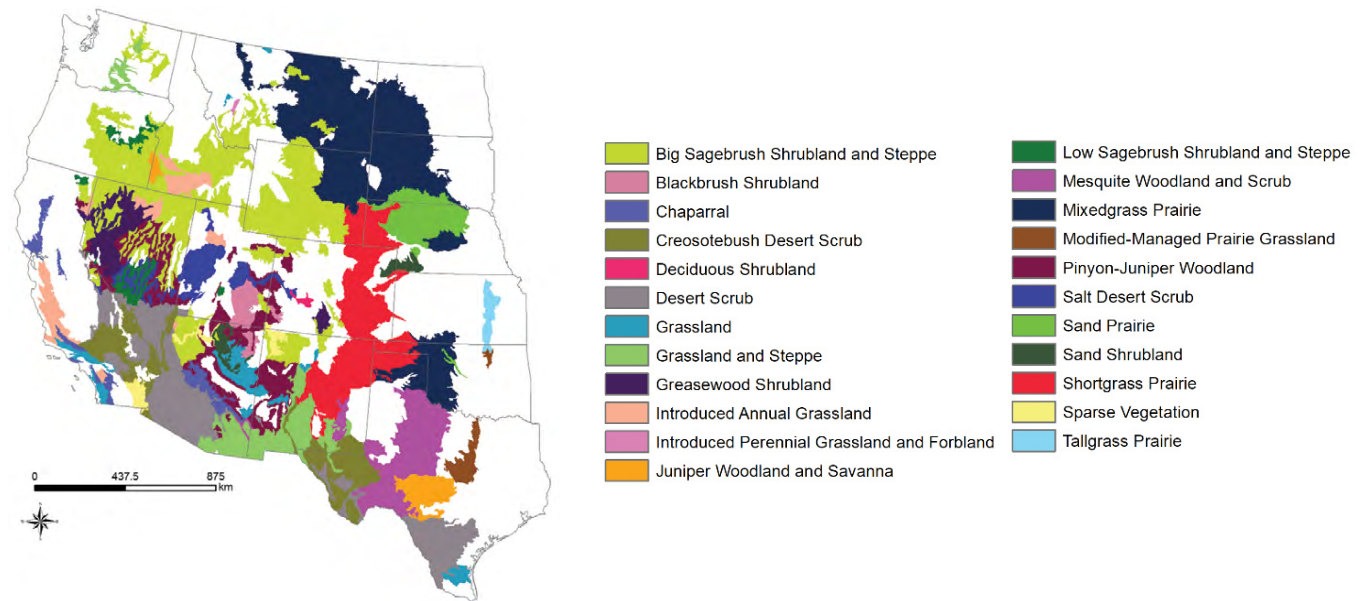 Big Sagebrush Shrubland and Steppe
Blackbrush Shrubland
Chaparral
Creosotebush Desert Scrub
Deciduous Shrubland
Desert Scrub
Grassland
Grassland and Steppe
Greasewood Shrubland
Introduced Annual Grassland
Introduced Perennial Grassland and Forbland
Juniper Woodland and Savanna
Low Sagebrush Shrubland and Steppe
Mesquite Woodland and Scrub
Mixedgrass Prairie
Modified-Managed Prairie Grassland
Pinyon-Juniper Woodland
Salt Desert Scrub
Sand Prairie
Sand Shrubland
Shortgrass Prairie
Sparse Vegetation
Tallgrass Prairie
0 437.5 875
km